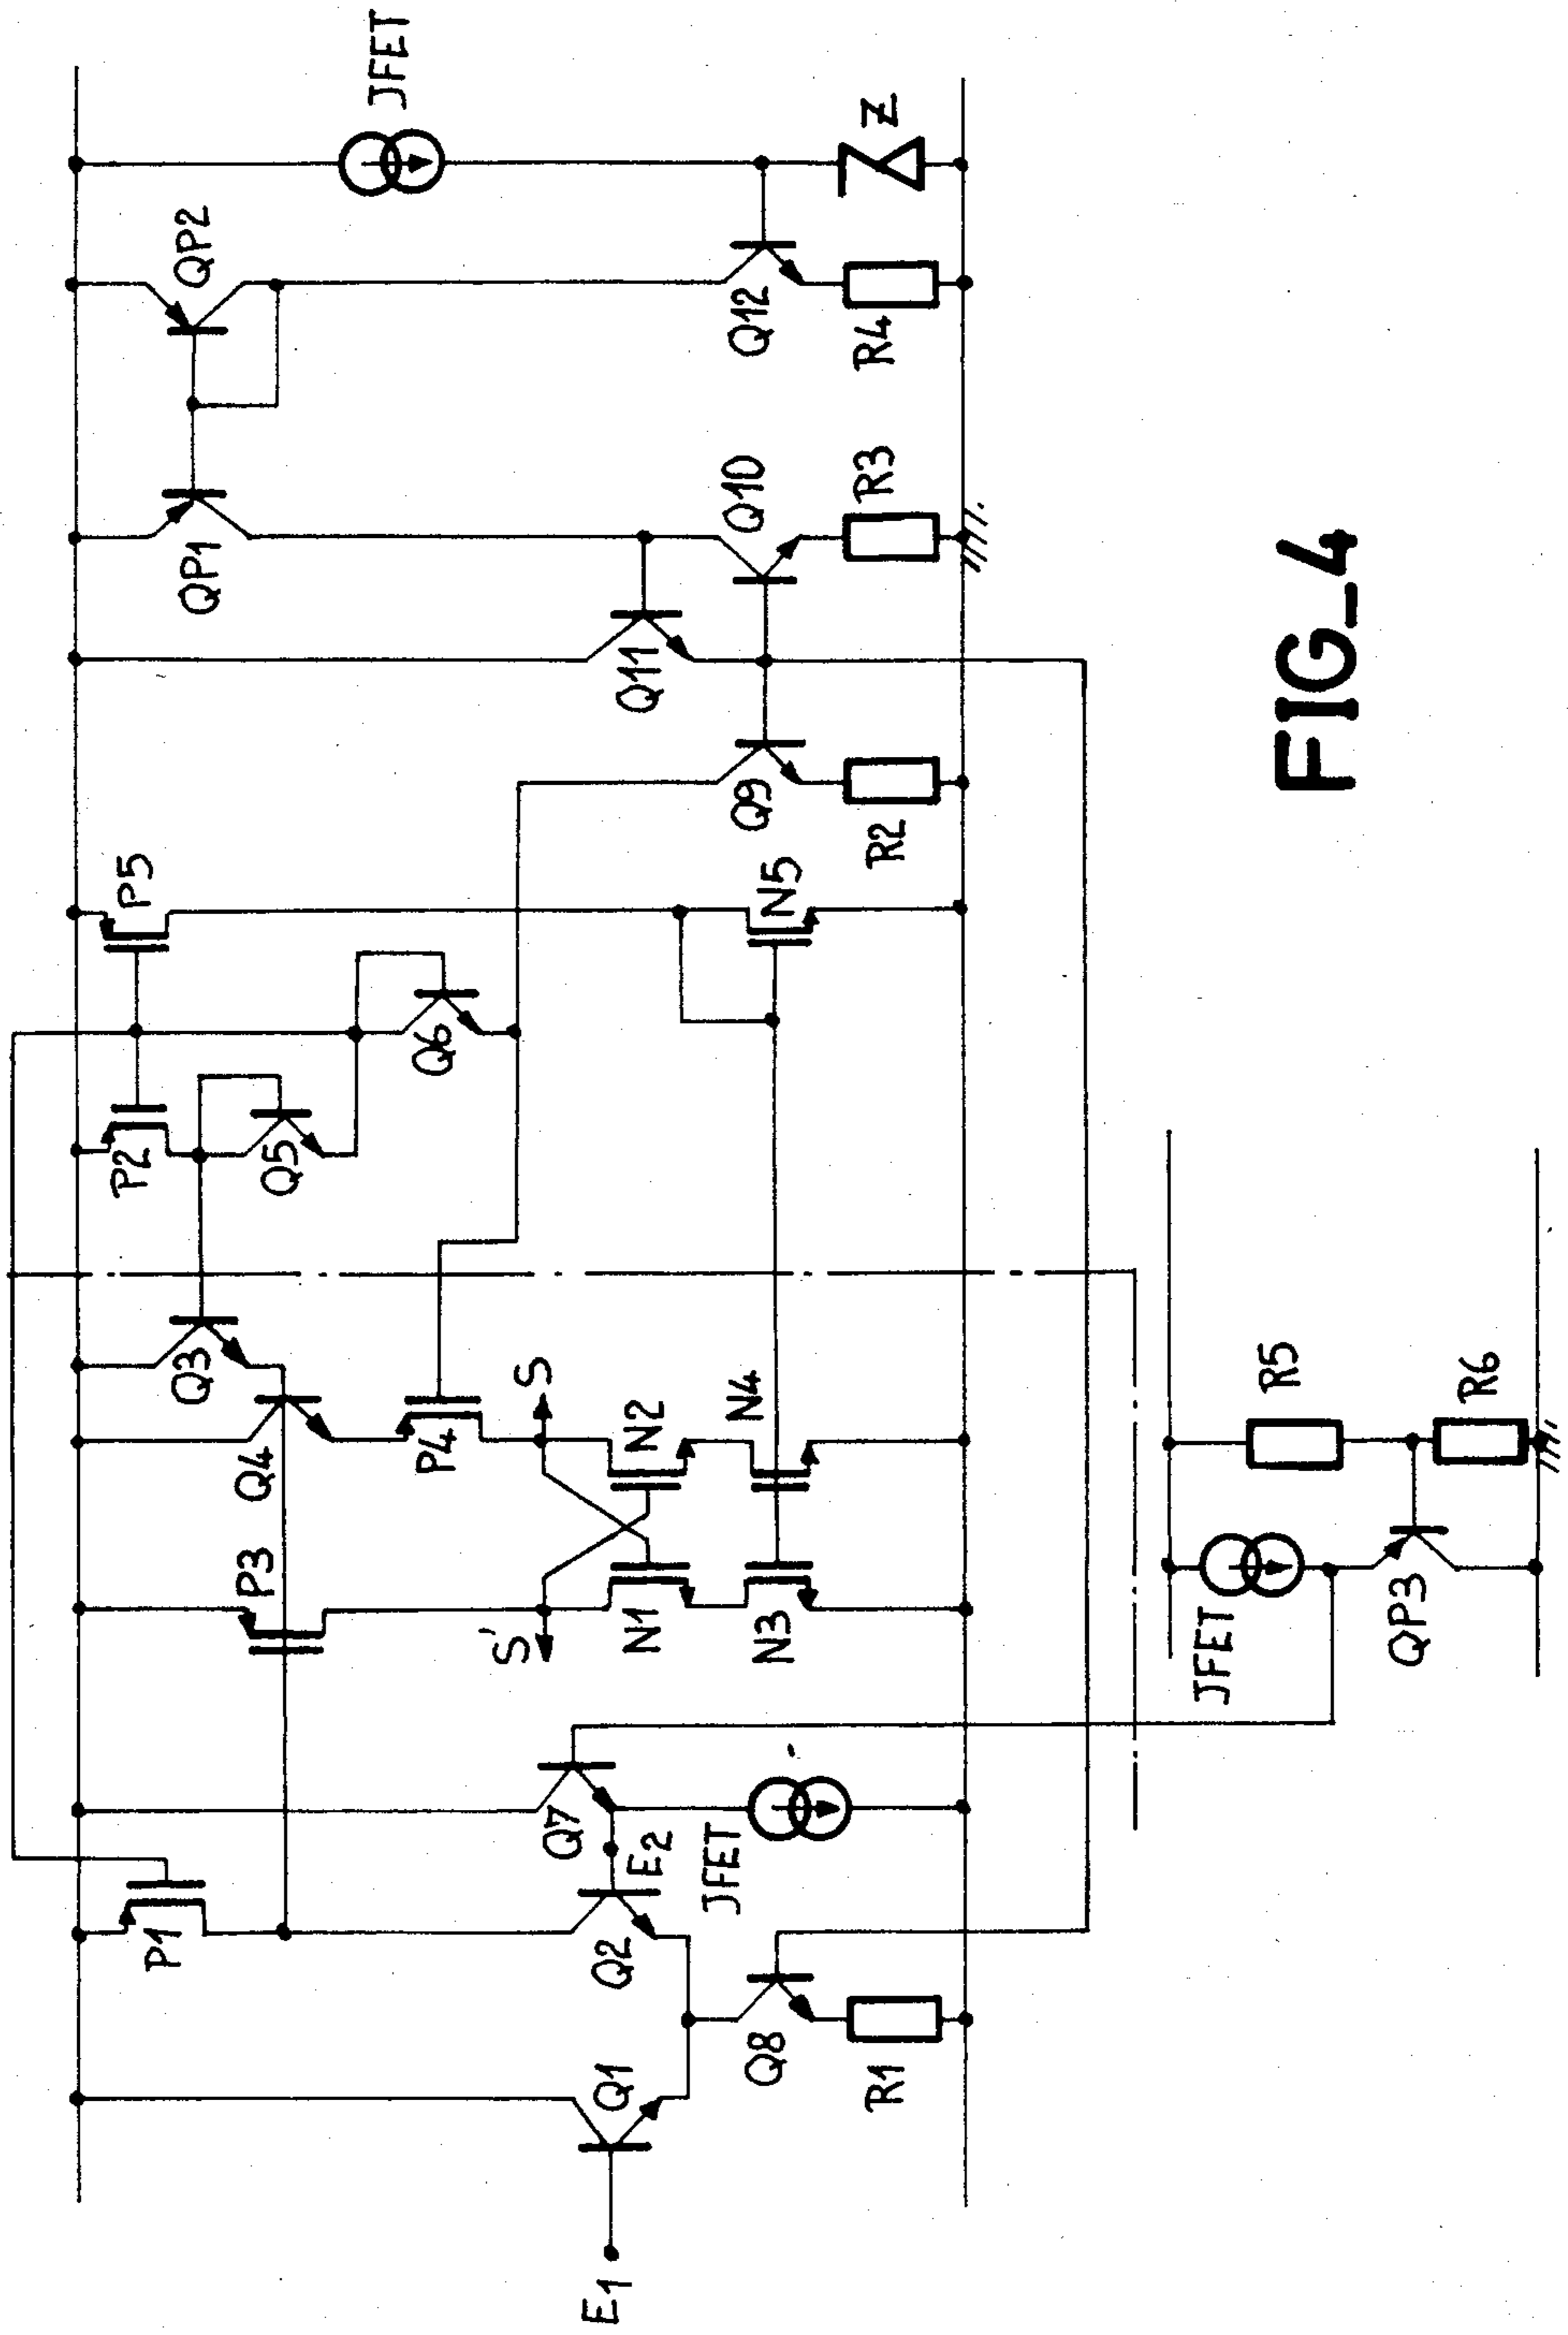 JFET
QP2
QP1
Z
Q12
R4
Q10
R3
Q11
P5
Q9
R2
N5
Q6
P2
Q5
Q3
S
Q4
P4
N2
N4
P3
S'
N1
N3
R5
R6
JFET
QP3
Q7
E2
JFET
P1
Q2
Q8
R1
Q1
E1
FIG_4